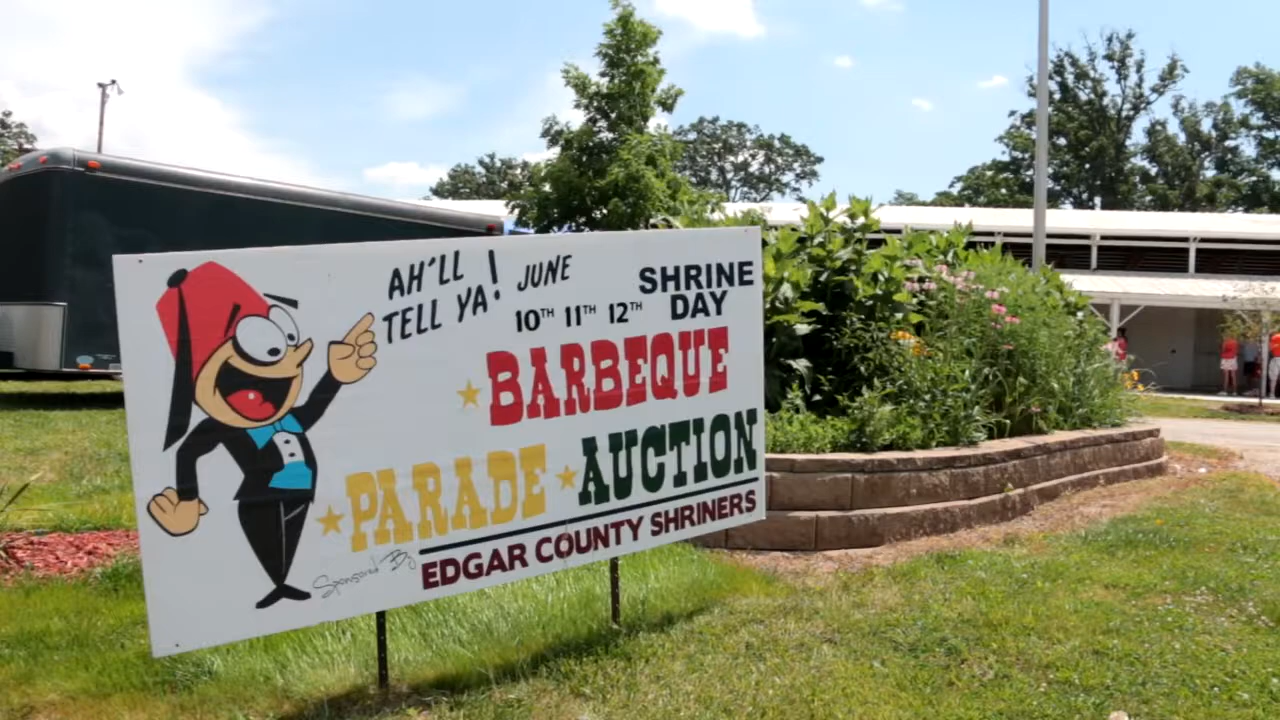 AH'LL
TELL YA!
JUNE
10TH 11TH 12TH
SHRINE
DAY
BARBEQUE
PARADE AUCTION
Sponsored By
EDGAR COUNTY SHRINERS